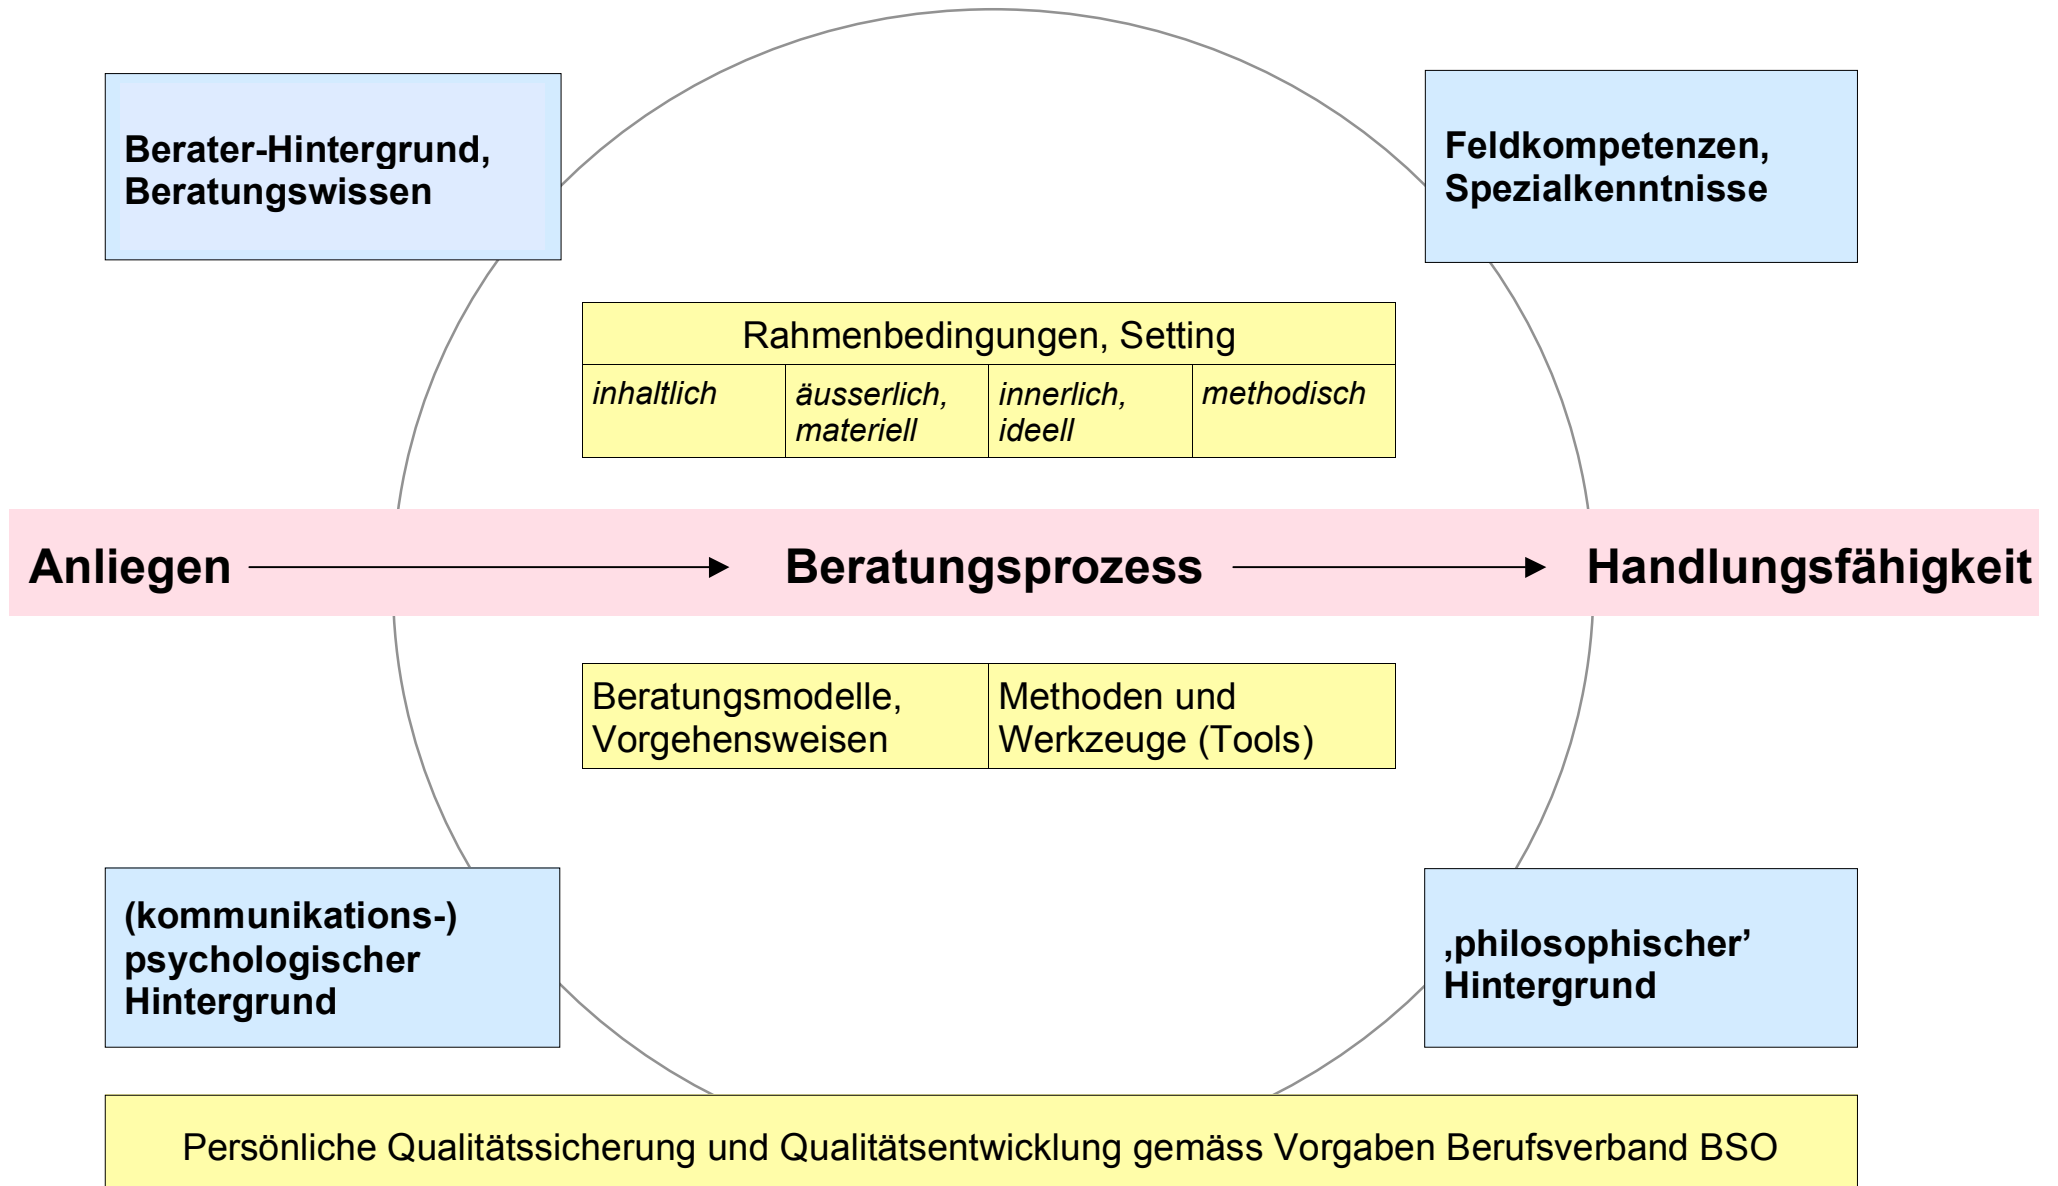 Berater-Hintergrund,
Beratungswissen
Feldkompetenzen,
Spezialkenntnisse
Rahmenbedingungen, Setting
inhaltlich
äusserlich,
materiell
innerlich,
ideell
methodisch
Anliegen
Beratungsprozess
Handlungsfähigkeit
Beratungsmodelle,
Vorgehensweisen
Methoden und
Werkzeuge (Tools)
(kommunikations-)
psychologischer
Hintergrund
‚philosophischer’
Hintergrund
Persönliche Qualitätssicherung und Qualitätsentwicklung gemäss Vorgaben Berufsverband BSO